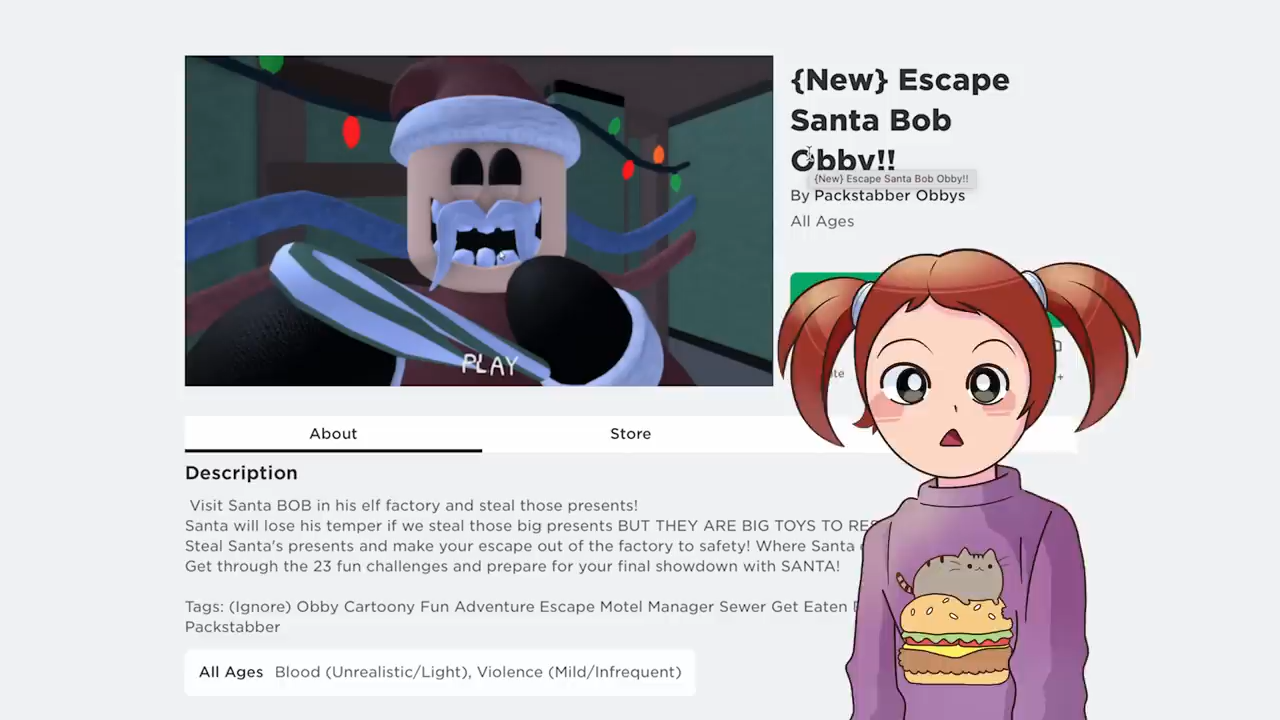 {New} Escape
Santa Bob
Obby!!
{New} Escape Santa Bob Obby!!
By Packstabber Obbys
All Ages
PLAY
About
Store
Description
Visit Santa BOB in his elf factory and steal those presents!
Santa will lose his temper if we steal those big presents BUT THEY ARE BIG TOYS TO
Steal Santa's presents and make your escape out of the factory to safety! Where Santa
Get through the 23 fun challenges and prepare for your final showdown with SANTA!
Tags: (Ignore) Obby Cartoony Fun Adventure Escape Motel Manager Sewer Get Eaten
Packstabber
All Ages Blood (Unrealistic/Light), Violence (Mild/Infrequent)